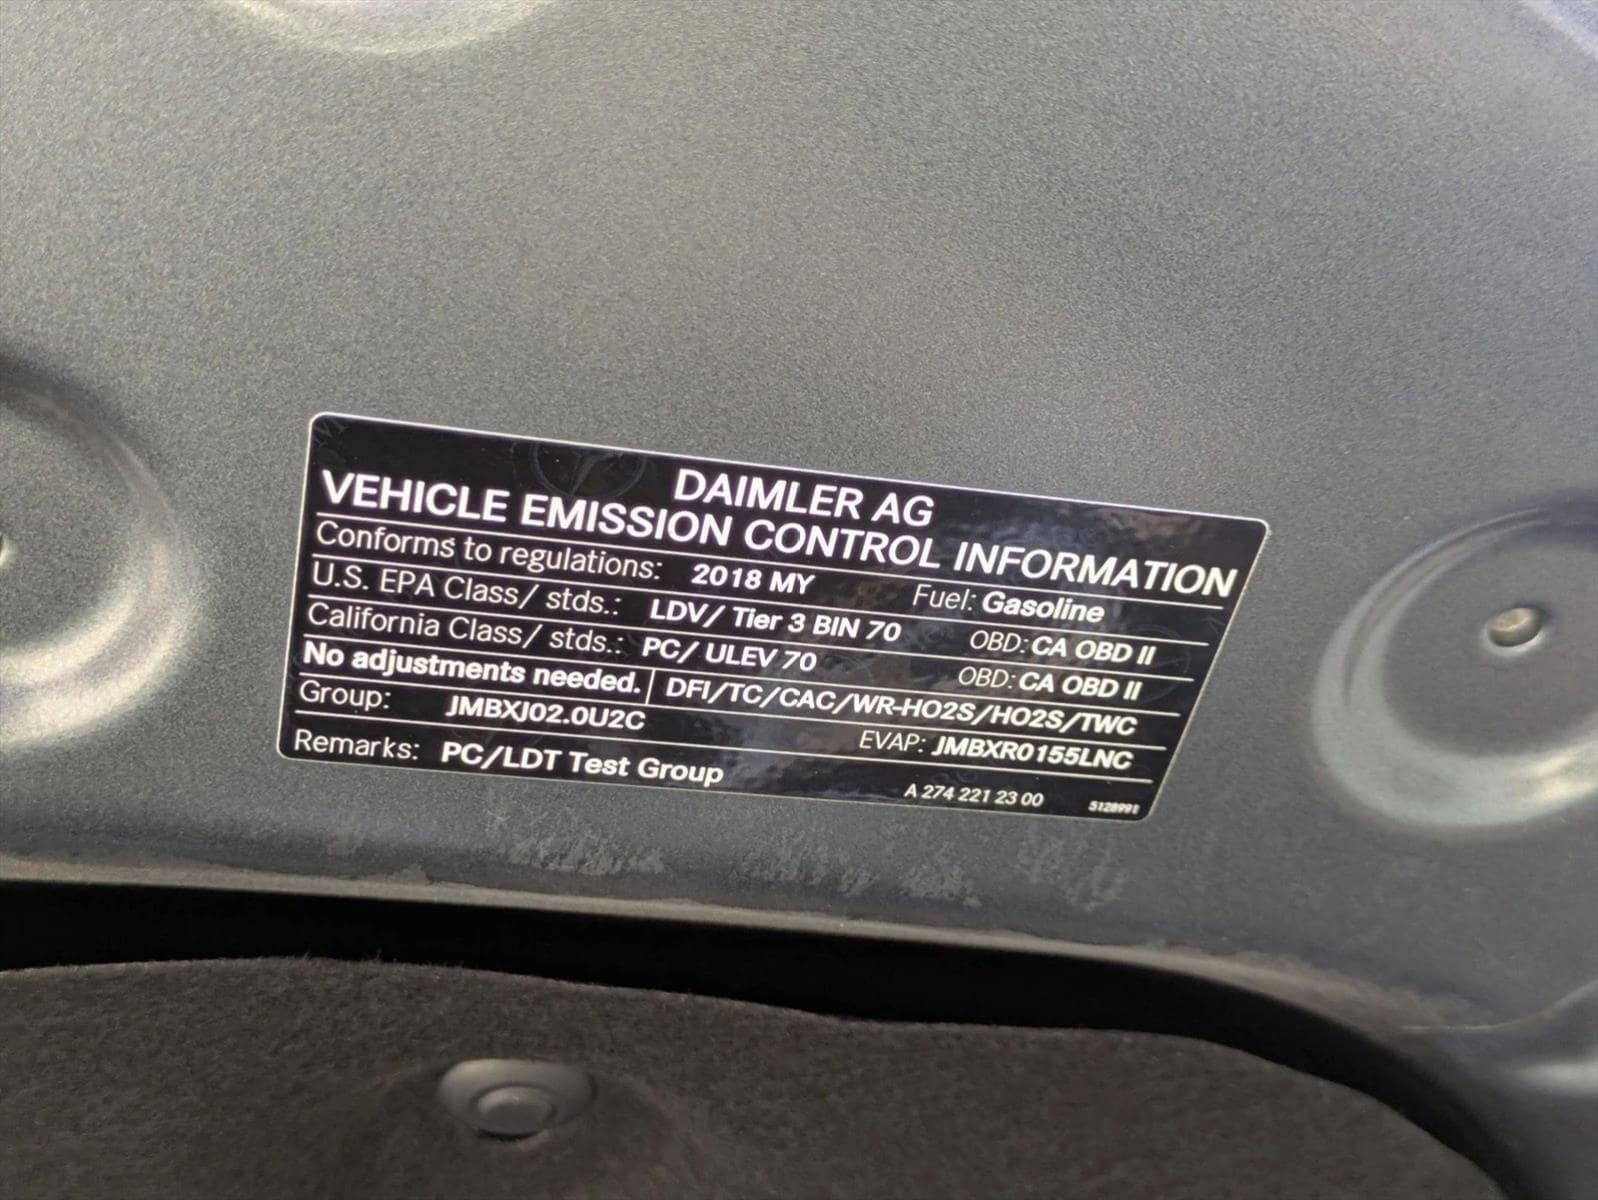 DAIMLER AG
VEHICLE EMISSION CONTROL INFORMATION
Conforms to regulations: 2018 MY Fuel: Gasoline
U.S. EPA Class/ stds.: LDV/ Tier 3 BIN 70 OBD: CA OBD II
California Class/ stds.: PC/ ULEV 70 OBD: CA OBD II
No adjustments needed. DFI/TC/CAC/WR-HO2S/HO2S/TWC
Group: JMBXJ02.0U2C EVAP: JMBXR0155LNC
Remarks: PC/LDT Test Group
A 274 221 23 00 5128991